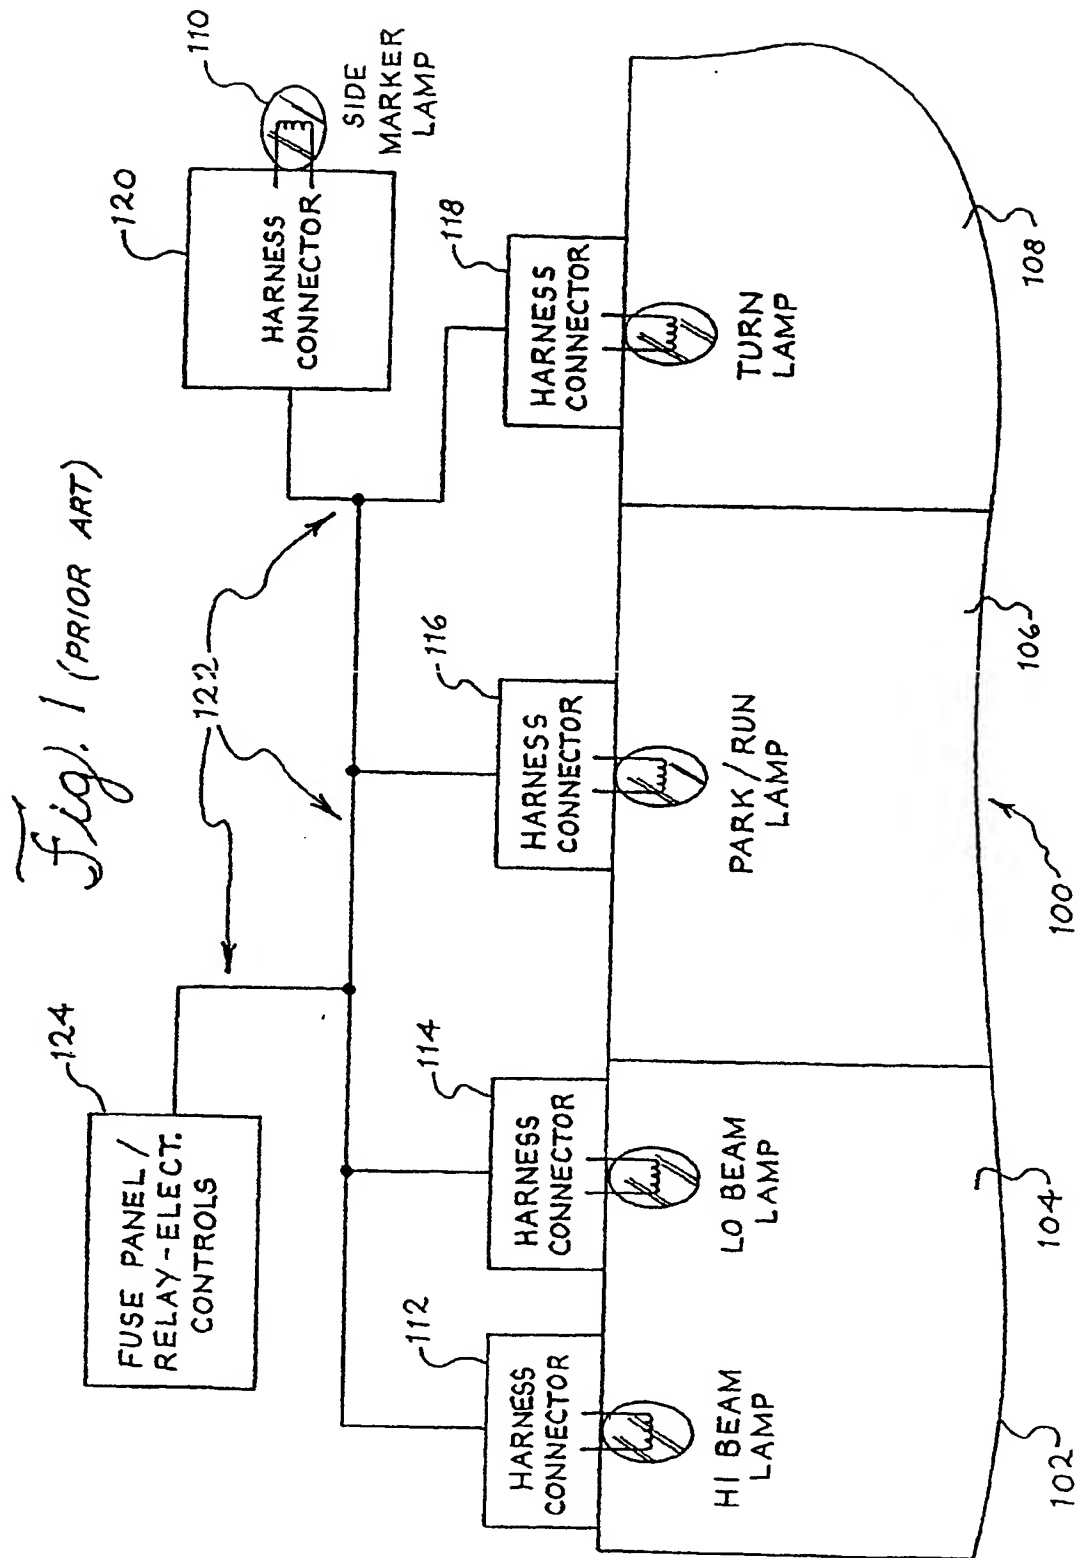 Fig. 1 (PRIOR ART)
124
FUSE PANEL/
RELAY-ELECT.
CONTROLS
122
120
HARNESS
CONNECTOR
110
SIDE
MARKER
LAMP
112
HARNESS
CONNECTOR
114
HARNESS
CONNECTOR
116
HARNESS
CONNECTOR
118
HARNESS
CONNECTOR
HI BEAM
LAMP
LO BEAM
LAMP
PARK / RUN
LAMP
TURN
LAMP
102
104
100
106
108